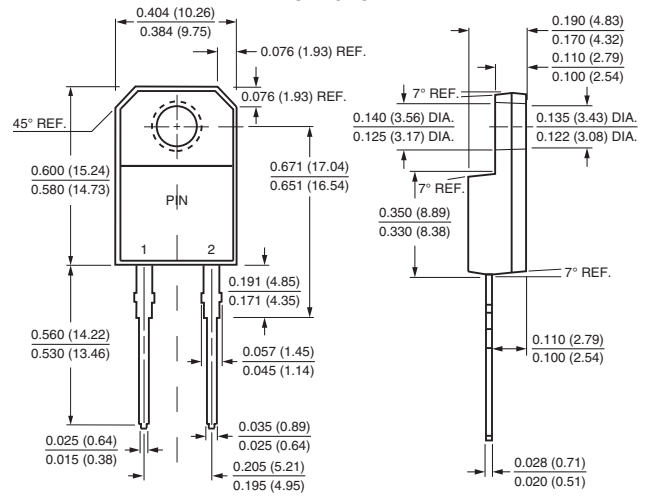 0.404 (10.26)
0.384 (9.75)
0.076 (1.93) REF.
0.076 (1.93) REF.
45° REF.
0.600 (15.24)
0.580 (14.73)
0.671 (17.04)
0.651 (16.54)
PIN
1
2
0.191 (4.85)
0.171 (4.35)
0.560 (14.22)
0.530 (13.46)
0.057 (1.45)
0.045 (1.14)
0.025 (0.64)
0.015 (0.38)
0.035 (0.89)
0.025 (0.64)
0.205 (5.21)
0.195 (4.95)
0.190 (4.83)
0.170 (4.32)
0.110 (2.79)
0.100 (2.54)
7° REF.
0.140 (3.56) DIA.
0.125 (3.17) DIA.
0.135 (3.43) DIA.
0.122 (3.08) DIA.
7° REF.
0.350 (8.89)
0.330 (8.38)
7° REF.
0.110 (2.79)
0.100 (2.54)
0.028 (0.71)
0.020 (0.51)